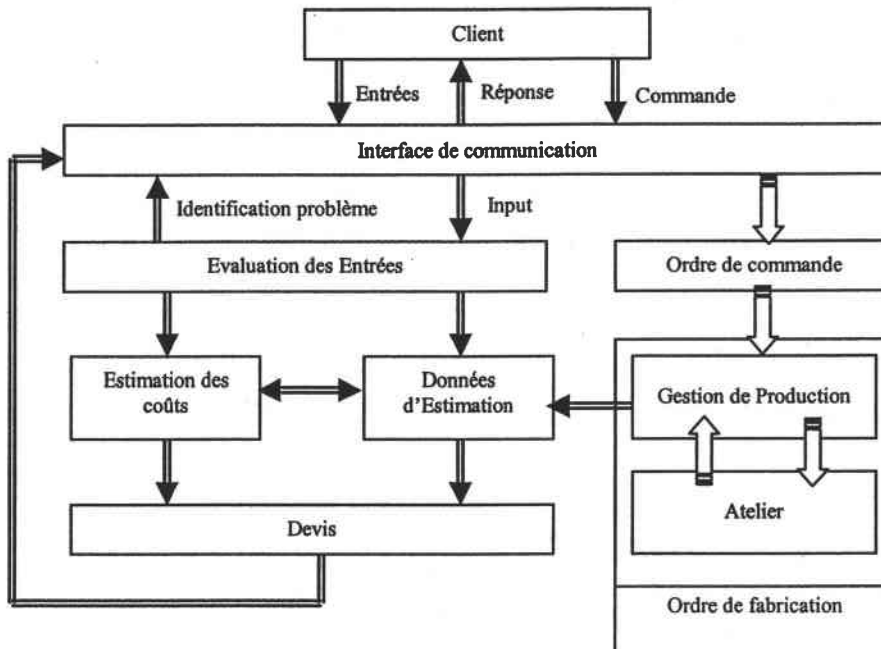 Client
Entrées
Réponse
Commande
Interface de communication
Identification problème
Input
Evaluation des Entrées
Ordre de commande
Estimation des
coûts
Données
d'Estimation
Gestion de Production
Devis
Atelier
Ordre de fabrication